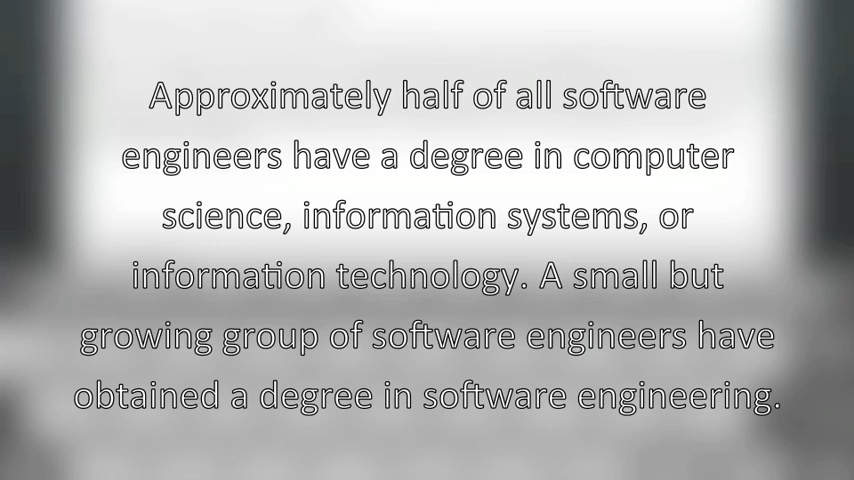 Approximately half of all software
engineers have a degree in computer
science, information systems, or
information technology. A small but
growing group of software engineers have
obtained a degree in software engineering.